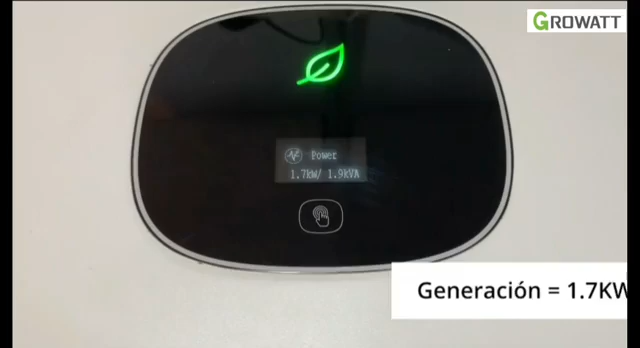 GROWATT
Power
1.7kW/ 1.9kVA
Generación = 1.7KW